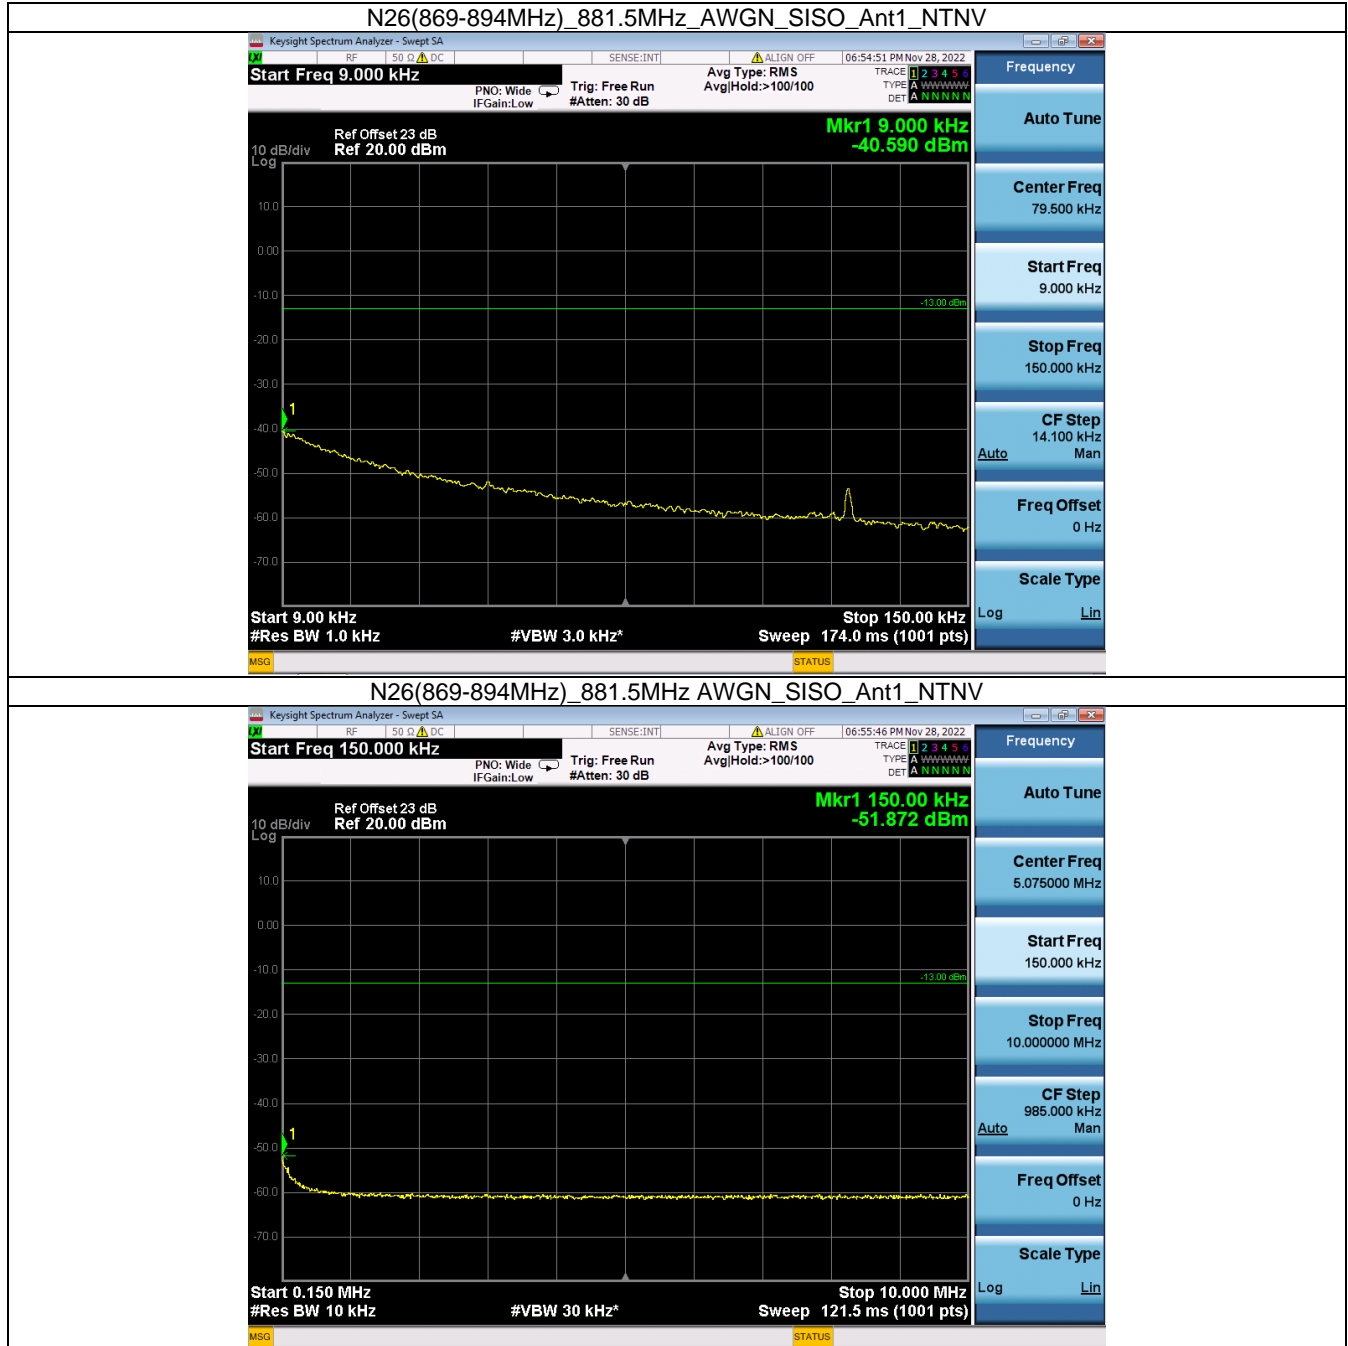 N26(869-894MHz)_881.5MHz_AWGN_SISO_Ant1_NTNV
Keysight Spectrum Analyzer - Swept SA
LXI RF 50 Ω DC SENSE:INT ALIGN OFF 06:54:51 PM Nov 28, 2022
Start Freq 9.000 kHz
PNO: Wide
IFGain:Low
Trig: Free Run
#Atten: 30 dB
Avg Type: RMS
Avg|Hold:>100/100
TRACE 1 2 3 4 5 6
TYPE A WWWWW
DET A N N N N N
Ref Offset 23 dB
10 dB/div Ref 20.00 dBm
Log
Mkr1 9.000 kHz
-40.590 dBm
10.0
0.00
-10.0
-13.00 dBm
-20.0
-30.0
1
-40.0
-50.0
-60.0
-70.0
Start 9.00 kHz Stop 150.00 kHz
#Res BW 1.0 kHz #VBW 3.0 kHz* Sweep 174.0 ms (1001 pts)
MSG STATUS
Frequency
Auto Tune
Center Freq
79.500 kHz
Start Freq
9.000 kHz
Stop Freq
150.000 kHz
CF Step
14.100 kHz
Auto Man
Freq Offset
0 Hz
Scale Type
Log Lin
N26(869-894MHz)_881.5MHz AWGN_SISO_Ant1_NTNV
Keysight Spectrum Analyzer - Swept SA
LXI RF 50 Ω DC SENSE:INT ALIGN OFF 06:55:46 PM Nov 28, 2022
Start Freq 150.000 kHz
PNO: Wide
IFGain:Low
Trig: Free Run
#Atten: 30 dB
Avg Type: RMS
Avg|Hold:>100/100
TRACE 1 2 3 4 5 6
TYPE A WWWWW
DET A N N N N N
Ref Offset 23 dB
10 dB/div Ref 20.00 dBm
Log
Mkr1 150.00 kHz
-51.872 dBm
10.0
0.00
-10.0
-13.00 dBm
-20.0
-30.0
-40.0
1
-50.0
-60.0
-70.0
Start 0.150 MHz Stop 10.000 MHz
#Res BW 10 kHz #VBW 30 kHz* Sweep 121.5 ms (1001 pts)
MSG STATUS
Frequency
Auto Tune
Center Freq
5.075000 MHz
Start Freq
150.000 kHz
Stop Freq
10.000000 MHz
CF Step
985.000 kHz
Auto Man
Freq Offset
0 Hz
Scale Type
Log Lin